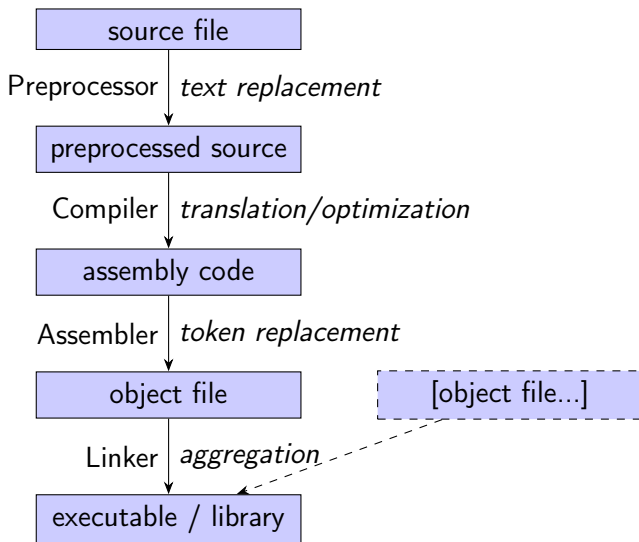 source file
Preprocessor text replacement
preprocessed source
Compiler translation/optimization
assembly code
Assembler token replacement
object file [object file...]
Linker aggregation
executable / library